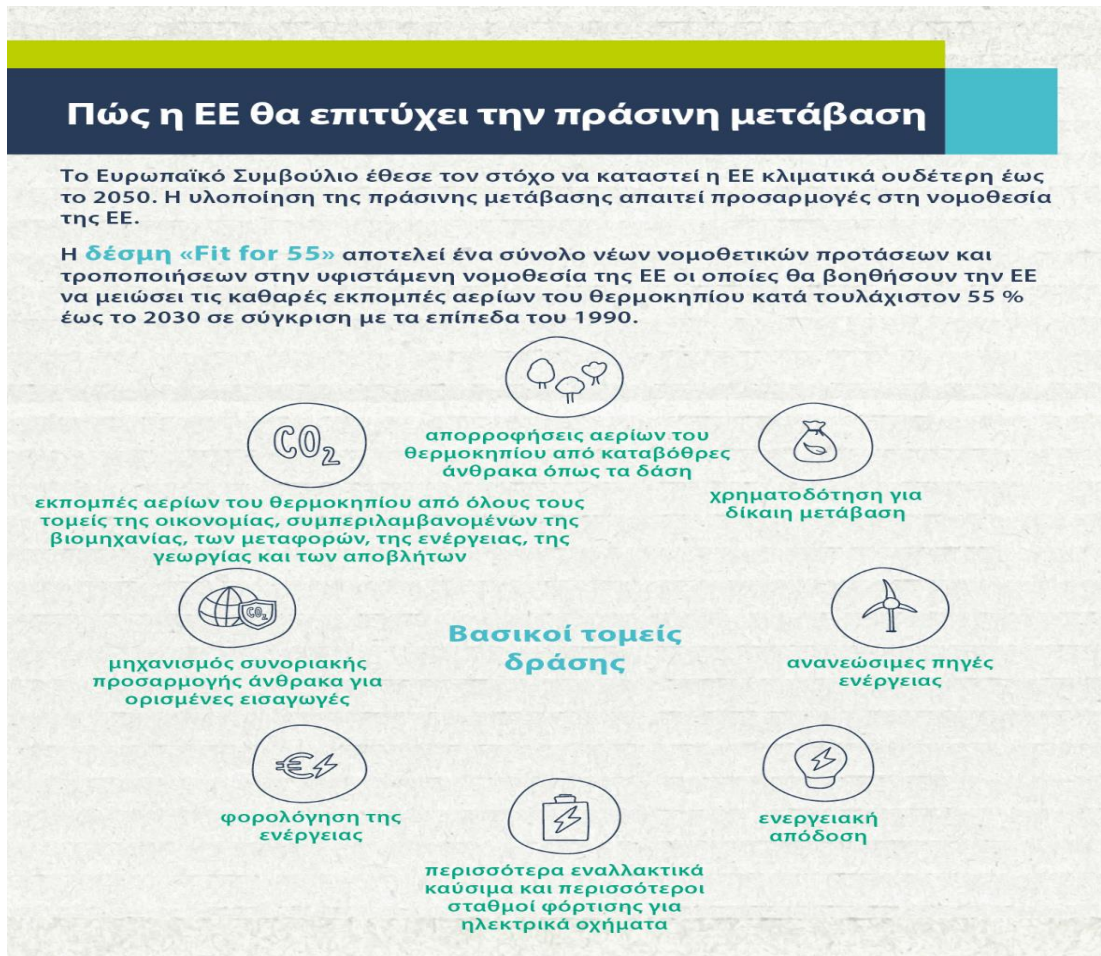 Πώς η ΕΕ θα επιτύχει την πράσινη μετάβαση
Το Ευρωπαϊκό Συμβούλιο έθεσε τον στόχο να καταστεί η ΕΕ κλιματικά ουδέτερη έως
το 2050. Η υλοποίηση της πράσινης μετάβασης απαιτεί προσαρμογές στη νομοθεσία
της ΕΕ.
Η δέσμη «Fit for 55» αποτελεί ένα σύνολο νέων νομοθετικών προτάσεων και
τροποποιήσεων στην υφιστάμενη νομοθεσία της ΕΕ οι οποίες θα βοηθήσουν την ΕΕ
να μειώσει τις καθαρές εκπομπές αερίων του θερμοκηπίου κατά τουλάχιστον 55 %
έως το 2030 σε σύγκριση με τα επίπεδα του 1990.
απορροφήσεις αερίων του
θερμοκηπίου από καταβόθρες
άνθρακα όπως τα δάση
CO2
εκπομπές αερίων του θερμοκηπίου από όλους τους
τομείς της οικονομίας, συμπεριλαμβανομένων της
βιομηχανίας, των μεταφορών, της ενέργειας, της
γεωργίας και των αποβλήτων
χρηματοδότηση για
δίκαιη μετάβαση
CO2
μηχανισμός συνοριακής
προσαρμογής άνθρακα για
ορισμένες εισαγωγές
Βασικοί τομείς
δράσης
ανανεώσιμες πηγές
ενέργειας
€
φορολόγηση της
ενέργειας
ενεργειακή
απόδοση
περισσότερα εναλλακτικά
καύσιμα και περισσότεροι
σταθμοί φόρτισης για
ηλεκτρικά οχήματα